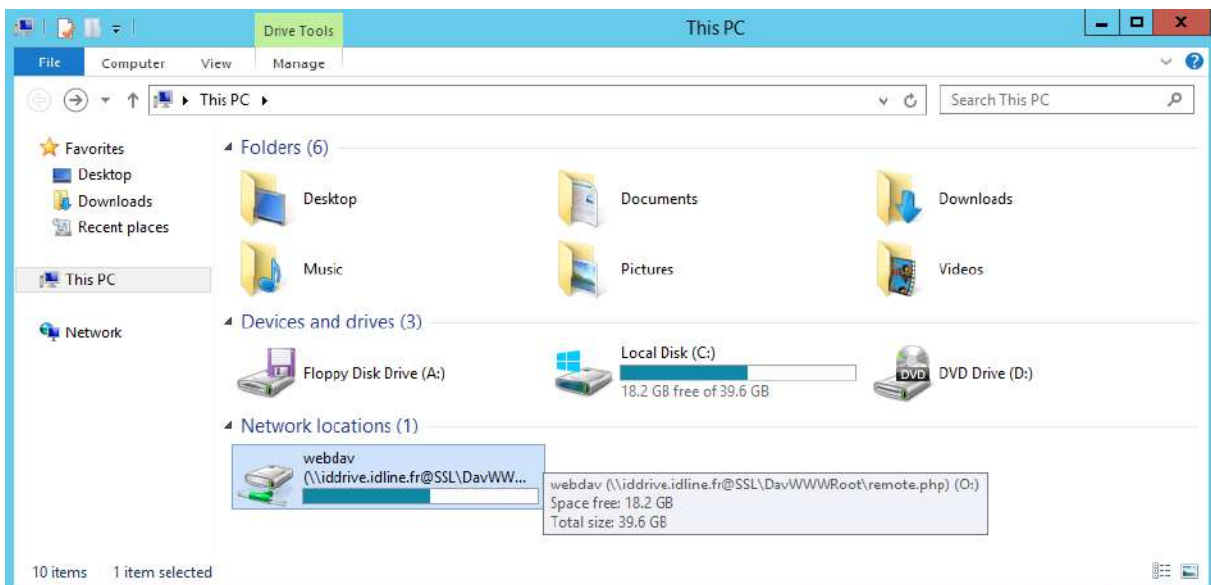 Drive Tools
This PC
File Computer View Manage
This PC
Search This PC
Favorites
Desktop
Downloads
Recent places
This PC
Network
Folders (6)
Desktop Documents Downloads
Music Pictures Videos
Devices and drives (3)
Floppy Disk Drive (A:)
Local Disk (C:)
18.2 GB free of 39.6 GB
DVD
DVD Drive (D:)
Network locations (1)
webdav
(\\iddrive.idline.fr@SSL\DavWW...
webdav (\\iddrive.idline.fr@SSL\DavWWWRoot\remote.php) (O:)
Space free: 18.2 GB
Total size: 39.6 GB
10 items 1 item selected